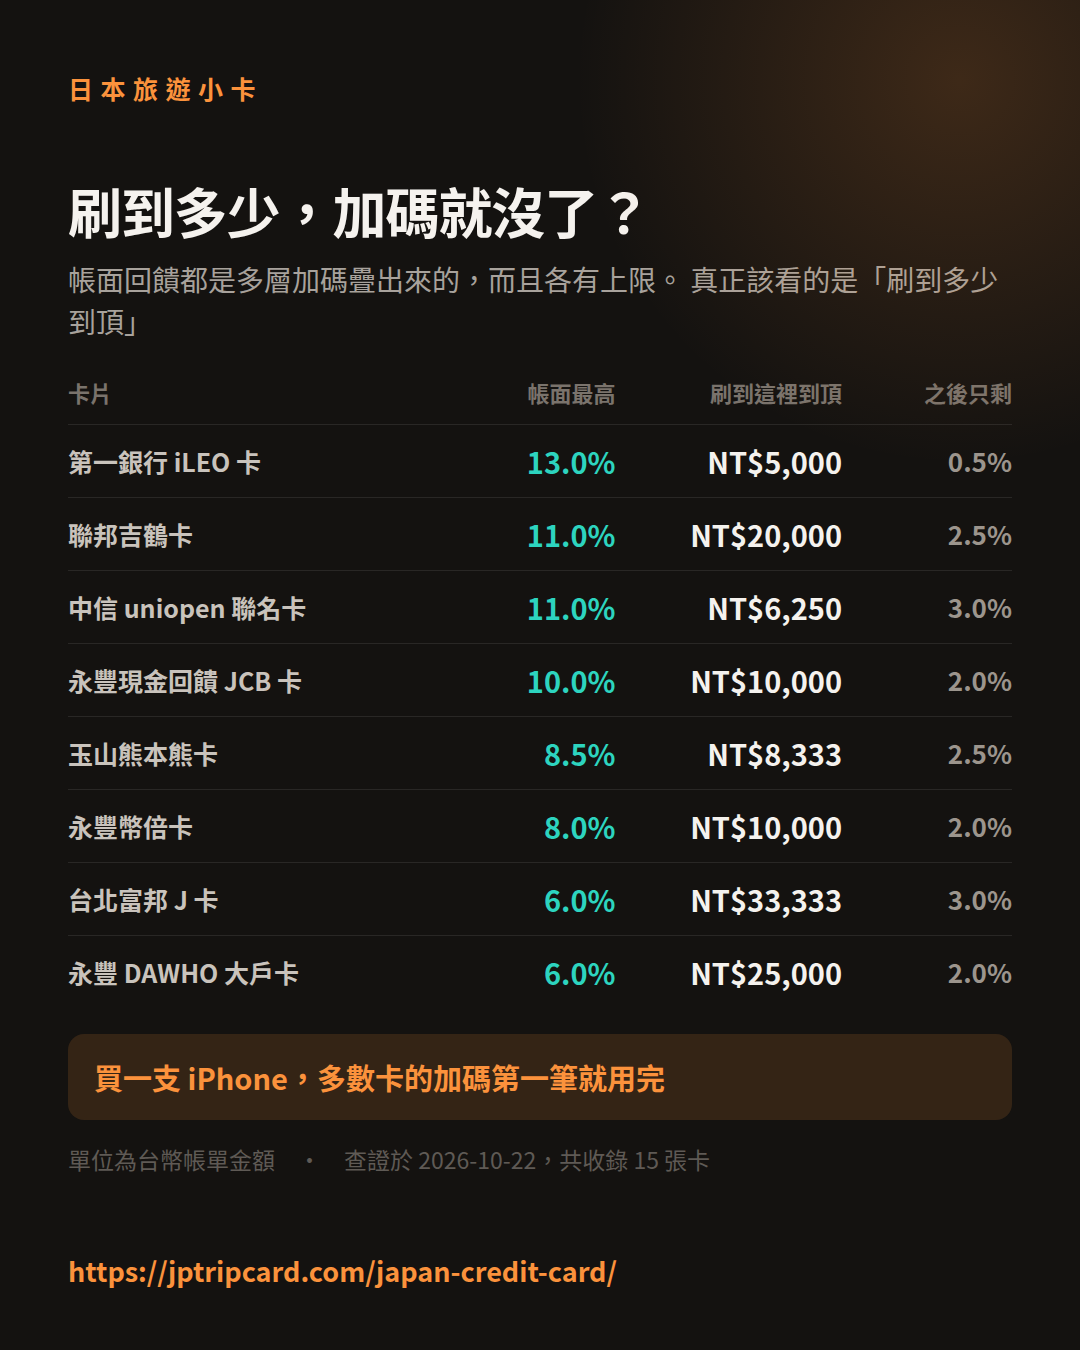 日本旅遊小卡
刷到多少，加碼就沒了？
帳面回饋都是多層加碼疊出來的，而且各有上限。 真正該看的是「刷到多少
到頂」
卡片 帳面最高 刷到這裡到頂 之後只剩
第一銀行 iLEO 卡 13.0% NT$5,000 0.5%
聯邦吉鶴卡 11.0% NT$20,000 2.5%
中信 uniopen 聯名卡 11.0% NT$6,250 3.0%
永豐現金回饋 JCB 卡 10.0% NT$10,000 2.0%
玉山熊本熊卡 8.5% NT$8,333 2.5%
永豐幣倍卡 8.0% NT$10,000 2.0%
台北富邦 J 卡 6.0% NT$33,333 3.0%
永豐 DAWHO 大戶卡 6.0% NT$25,000 2.0%
買一支 iPhone，多數卡的加碼第一筆就用完
單位為台幣帳單金額 ・ 查證於 2026-10-22，共收錄 15 張卡
https://jptripcard.com/japan-credit-card/